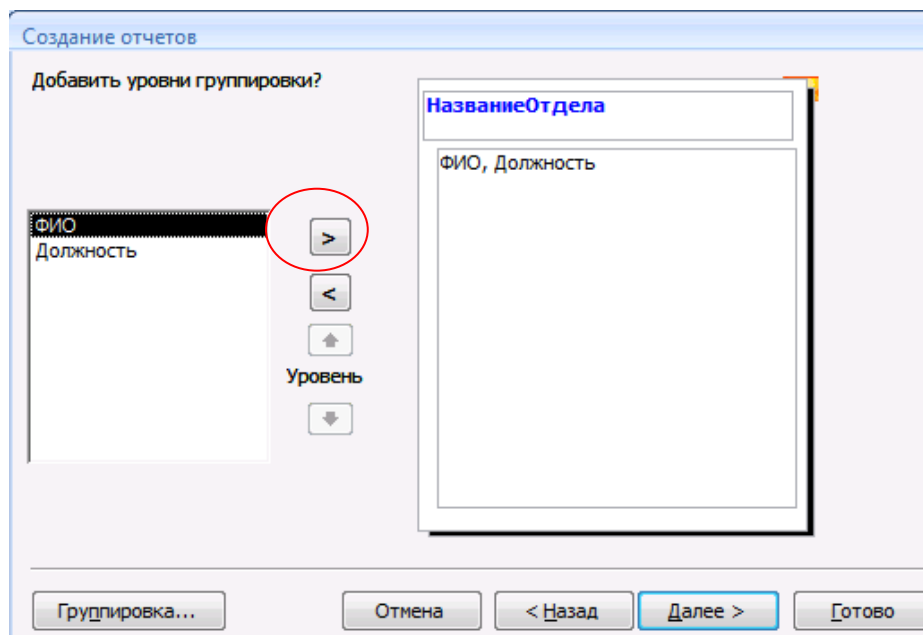 Создание отчетов
Добавить уровни группировки?
НазваниеОтдела
ФИО, Должность
ФИО
Должность
>
<
Уровень
Группировка...
Отмена
< Назад
Далее >
Готово